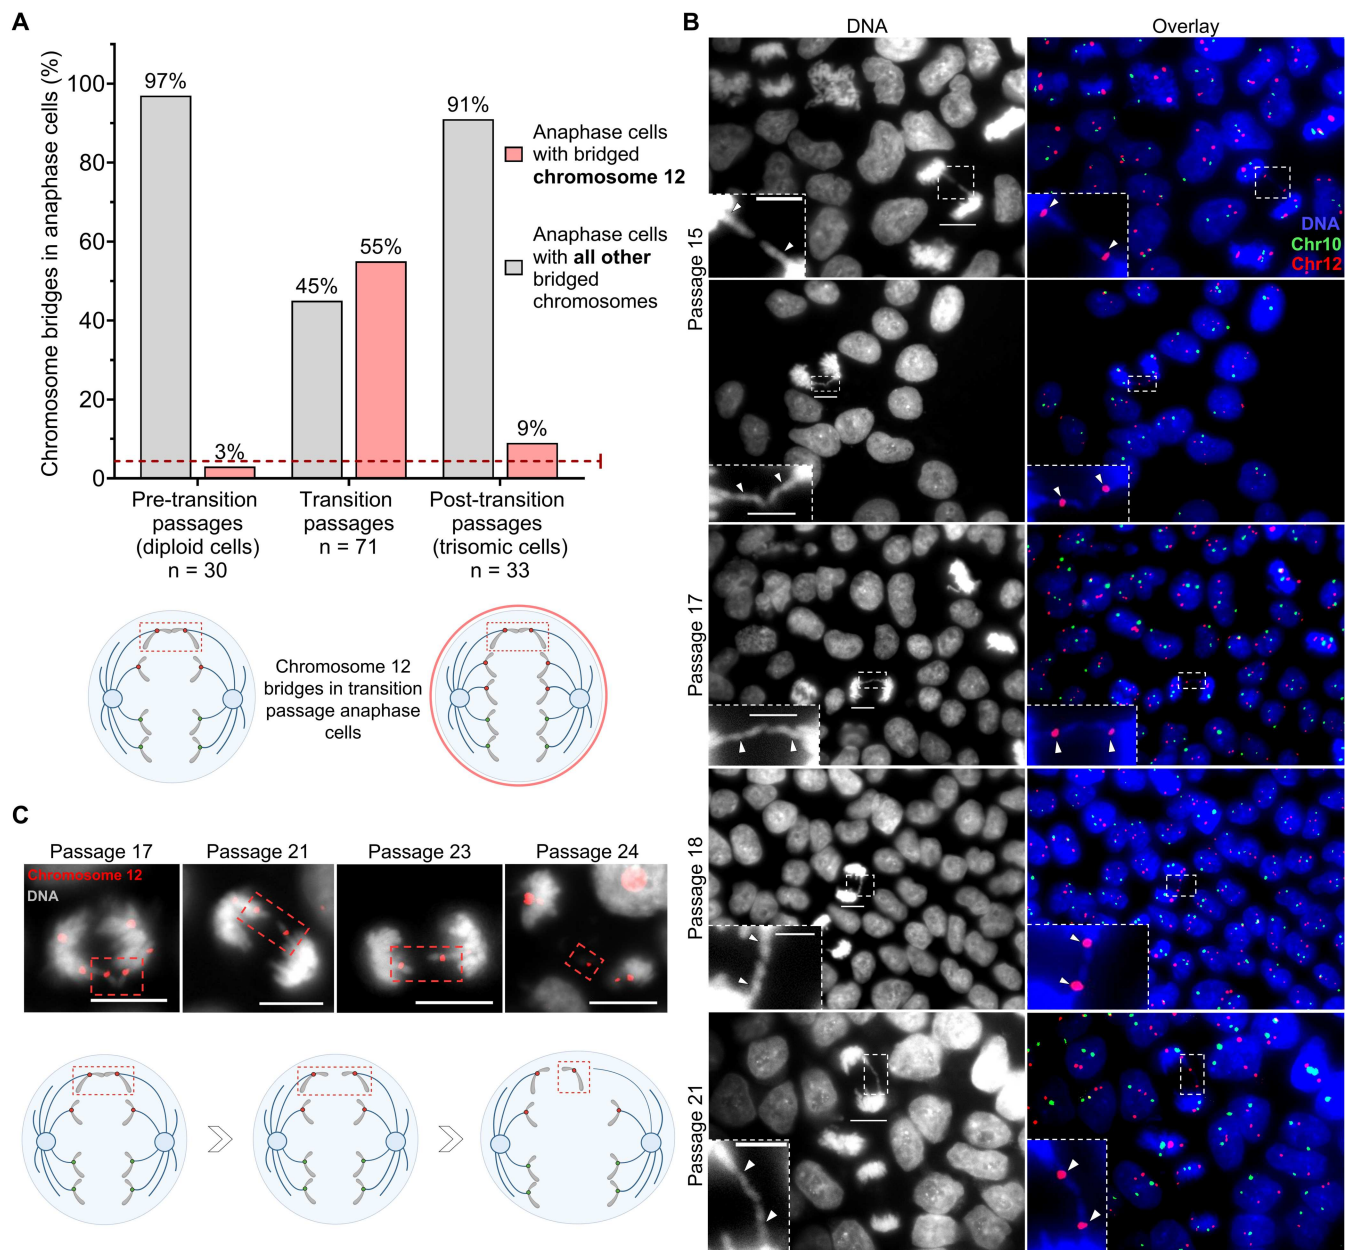 A
Chromosome bridges in anaphase cells (%)
100
80
60
40
20
0
97%
3%
45%
55%
91%
9%
Anaphase cells
with bridged
chromosome 12
Anaphase cells
with all other
bridged
chromosomes
Pre-transition
passages
(diploid cells)
n = 30
Transition
passages
n = 71
Post-transition
passages
(trisomic cells)
n = 33
Chromosome 12
bridges in transition
passage anaphase
cells
B
DNA
Overlay
Passage 15
DNA
Chr10
Chr12
Passage 17
Passage 18
Passage 21
C
Passage 17
Passage 21
Passage 23
Passage 24
Chromosome 12
DNA